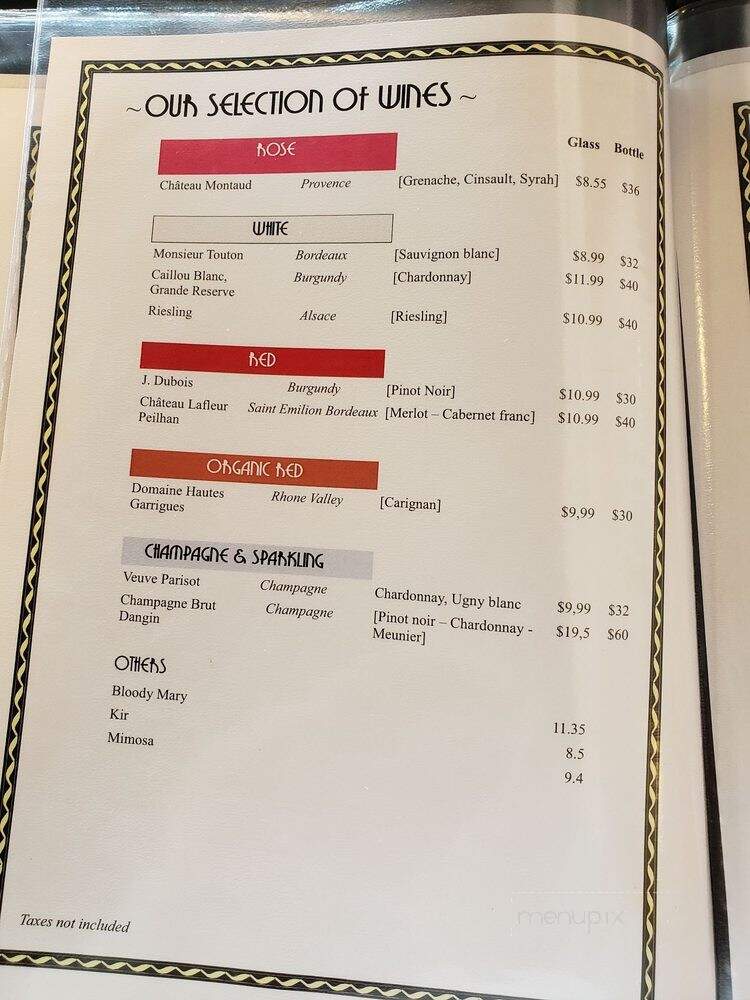 ~OUR SELECTION OF WINES~
Glass Bottle
ROSE
Château Montaud Provence [Grenache, Cinsault, Syrah] $8.55 $36
WHITE
Monsieur Touton Bordeaux [Sauvignon blanc] $8.99 $32
Caillou Blanc, Burgundy [Chardonnay] $11.99 $40
Grande Reserve
Riesling Alsace [Riesling] $10.99 $40
RED
J. Dubois Burgundy [Pinot Noir] $10.99 $30
Château Lafleur Saint Emilion Bordeaux [Merlot – Cabernet franc] $10.99 $40
Peilhan
ORGANIC RED
Domaine Hautes Rhone Valley [Carignan] $9,99 $30
Garrigues
CHAMPAGNE & SPARKLING
Veuve Parisot Champagne Chardonnay, Ugny blanc $9,99 $32
Champagne Brut Champagne [Pinot noir – Chardonnay - $19,5 $60
Dangin Meunier]
OTHERS
Bloody Mary 11.35
Kir 8.5
Mimosa 9.4
Taxes not included
menupix